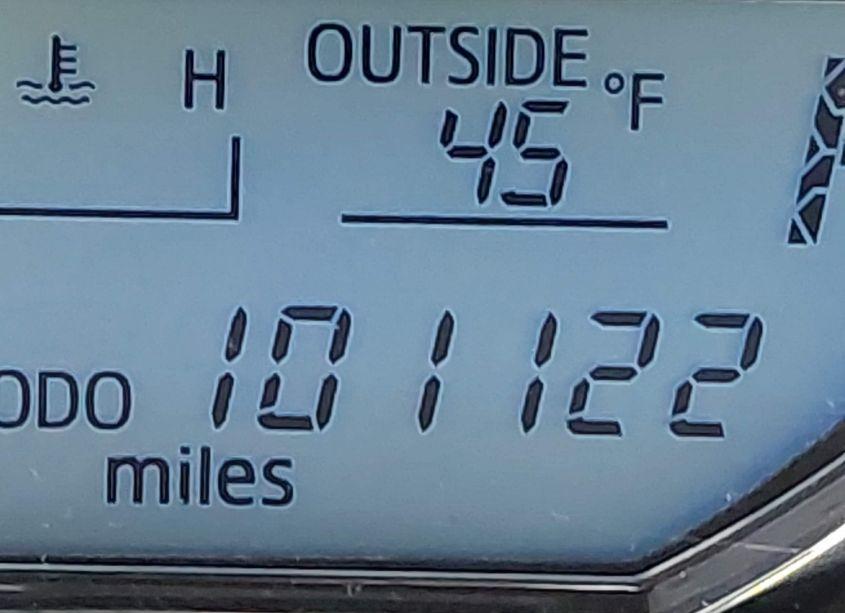 H OUTSIDE °F
45
ODO 101122
miles